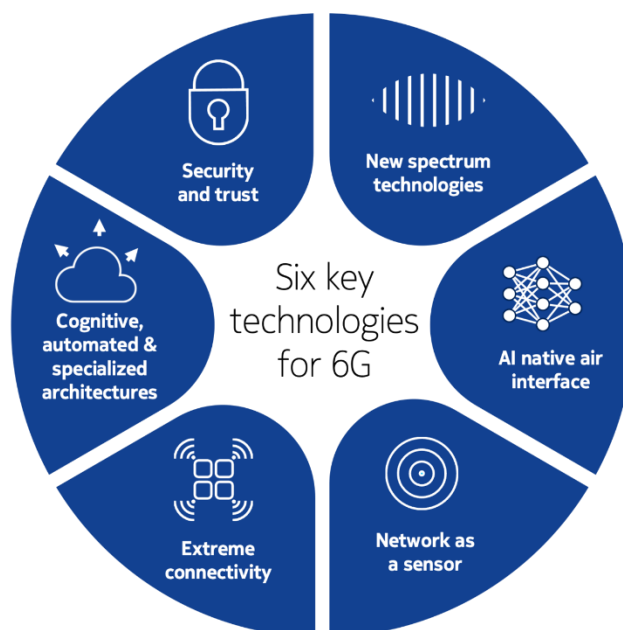 Six key
technologies
for 6G
New spectrum
technologies
AI native air
interface
Network as
a sensor
Extreme
connectivity
Cognitive,
automated &
specialized
architectures
Security
and trust